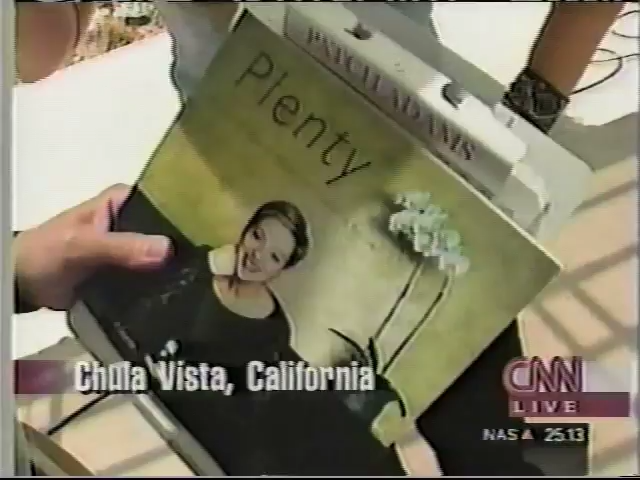 PATCH ADAMS
Plenty
Chula Vista, California
CNN
LIVE
NAS▲ 25.13